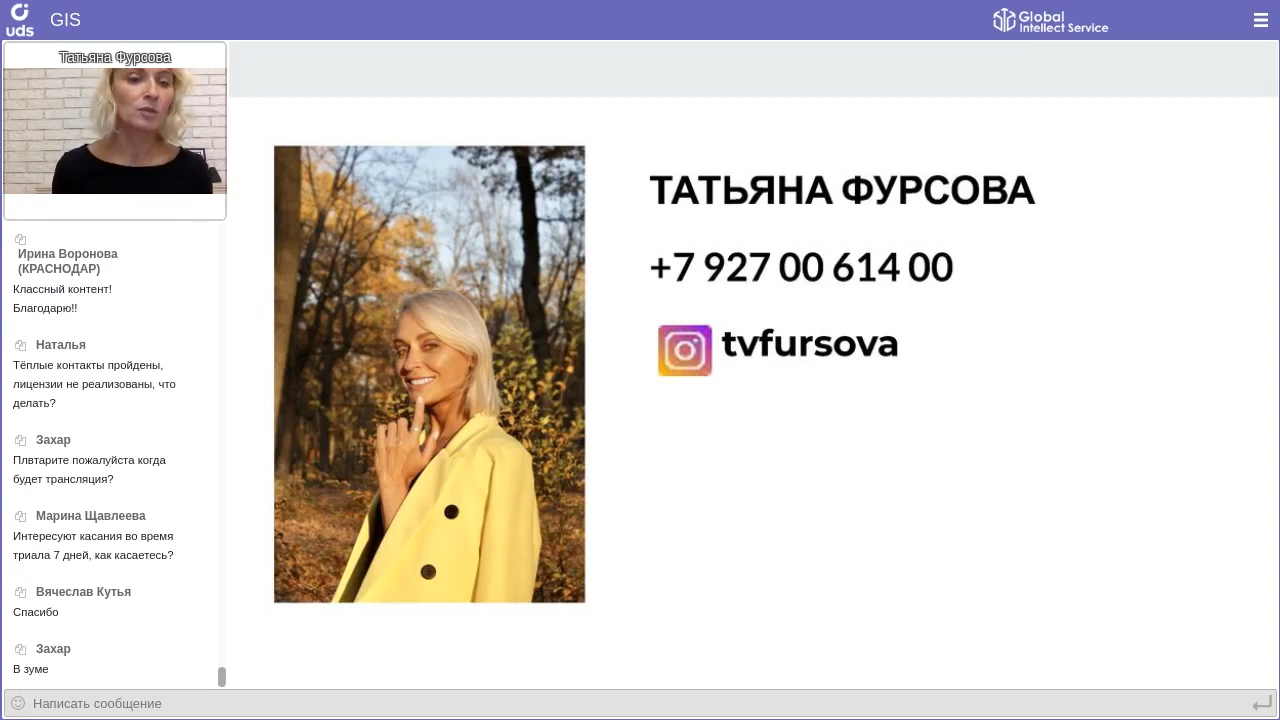 uds
GIS
Global
Intellect Service
Татьяна Фурсова
Ирина Воронова
(КРАСНОДАР)
Классный контент!
Благодарю!!
Наталья
Тёплые контакты пройдены,
лицензии не реализованы, что
делать?
Захар
Плвтарите пожалуйста когда
будет трансляция?
Марина Щавлеева
Интересуют касания во время
триала 7 дней, как касаетесь?
Вячеслав Кутья
Спасибо
Захар
В зуме
Написать сообщение
ТАТЬЯНА ФУРСОВА
+7 927 00 614 00
tvfursova